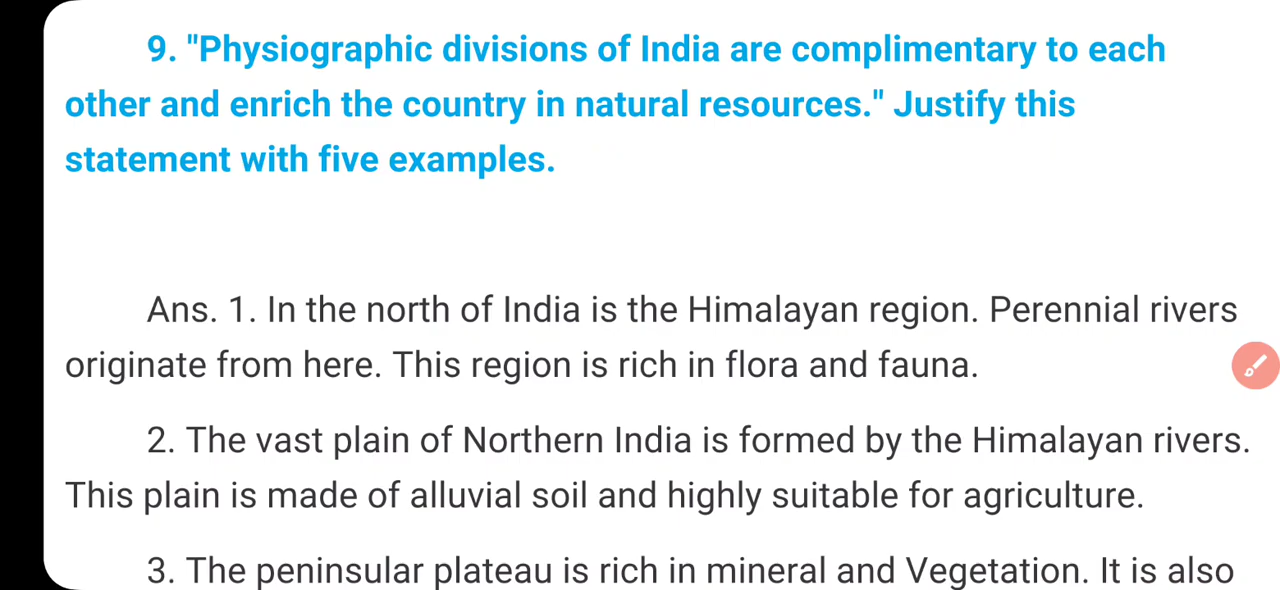 9. "Physiographic divisions of India are complimentary to each
other and enrich the country in natural resources." Justify this
statement with five examples.
Ans. 1. In the north of India is the Himalayan region. Perennial rivers
originate from here. This region is rich in flora and fauna.
2. The vast plain of Northern India is formed by the Himalayan rivers.
This plain is made of alluvial soil and highly suitable for agriculture.
3. The peninsular plateau is rich in mineral and Vegetation. It is also